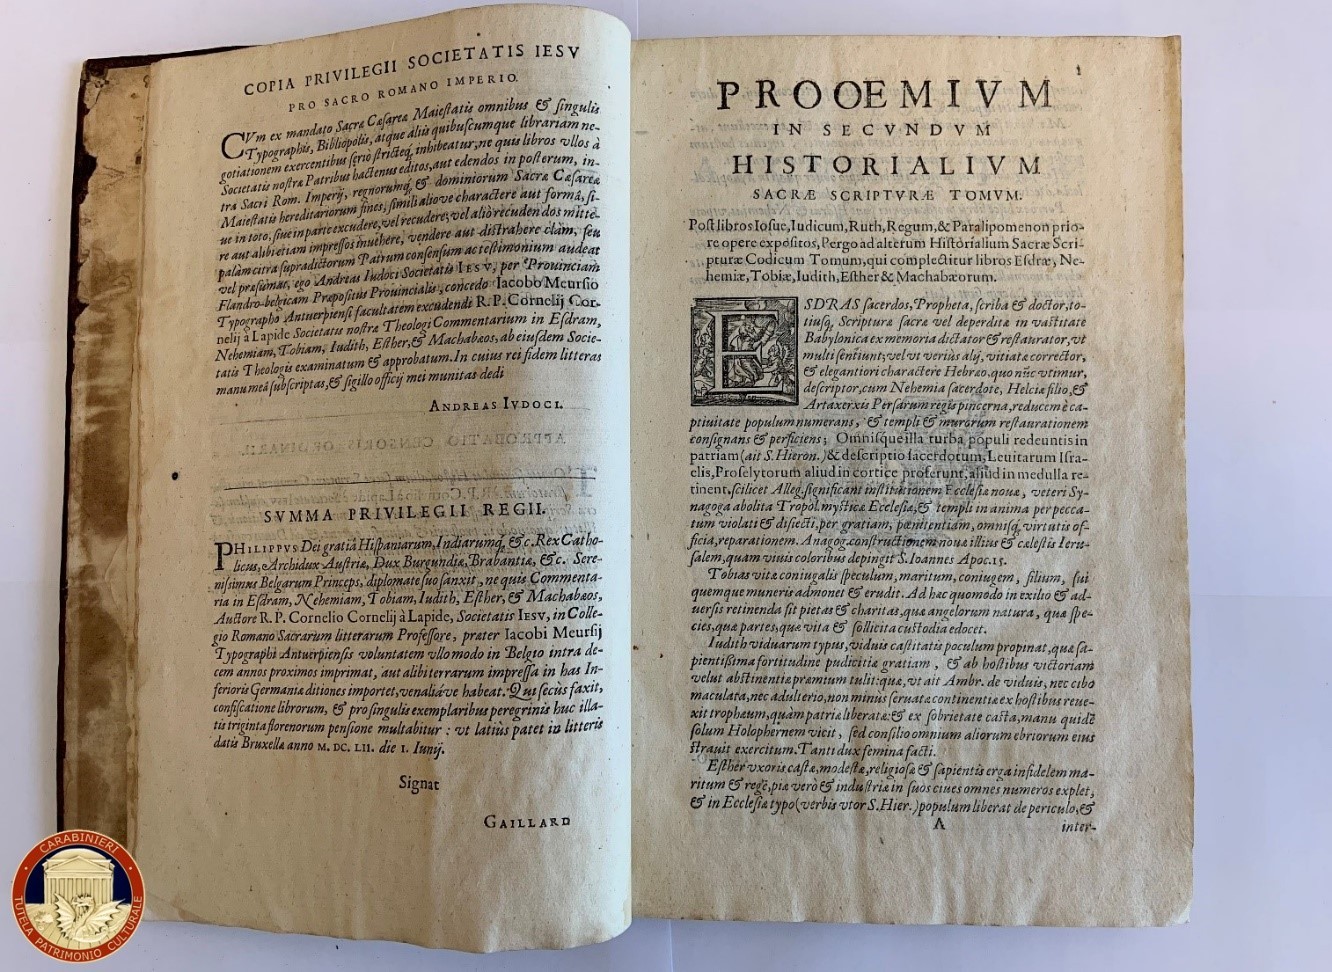 COPIA PRIVILEGII SOCIETATIS IESV
PRO SACRO ROMANO IMPERIO.
CVm ex mandato Sacræ Cæsareæ Maiestatis omnibus & singulis
Typographis, Bibliopolis, atque aliis quibuscumque librariam ne-
gotiationem exercentibus seriò stricteq; inhibeatur, ne quis libros vllos à
Societatis nostræ Patribus hactenus editos, aut edendos in posterum, in-
tra Sacri Rom. Imperij, regnorumq; & dominiorum Sacræ Cæsareæ
Maiestatis hereditariorum fines, simili aliove charactere aut formâ, si-
ue in toto, siue in parte excudere, vel recudere, vel aliò recudendos mitte-
re aut alibi etiam impressos inuehere, vendere aut distrahere clàm, seu
palàm citra supradictorum Patrum consensum ac testimonium audeat
vel præsumat, ego Andreas Iudoci Societatis IESV, per Prouinciam
Flandro-belgicam Præpositus Prouincialis, concedo Iacobo Meursio
Typographo Antuerpiensi facultatem excudendi R.P. Cornelij Cor-
nelij à Lapide Societatis nostræ Theologi Commentarium in Esdram,
Nehemiam, Tobiam, Iudith, Esther, & Machabæos, ab eiusdem Socie-
tatis Theologis examinatum & approbatum. In cuius rei fidem litteras
manu meâ subscriptas, & sigillo officij mei munitas dedi
ANDREAS IVDOCI.
SVMMA PRIVILEGII REGII.
PHILIPPVS Dei gratiâ Hispaniarum, Indiarumq; &c. Rex Catho-
licus, Archidux Austriæ, Dux Burgundiæ, Brabantiæ, &c. Sere-
nissimus Belgarum Princeps, diplomate suo sanxit, ne quis Commenta-
ria in Esdram, Nehemiam, Tobiam, Iudith, Esther, & Machabæos,
Auctore R.P. Cornelio Cornelij à Lapide, Societatis IESV, in Colle-
gio Romano Sacrarum litterarum Professore, præter Iacobi Meursij
Typographi Antuerpiensis voluntatem vllo modo in Belgio intra de-
cem annos proximos imprimat, aut alibi terrarum impressa in has In-
ferioris Germaniæ ditiones importet, venaliáve habeat. Qui secùs faxit,
confiscatione librorum, & pro singulis exemplaribus peregrinis huc illa-
tis triginta florenorum pensione multabitur: vt latiùs patet in litteris
datis Bruxellæ anno M. DC. LII. die I. Iunij.
Signat
GAILLARD
1
PROOEMIVM
IN SECVNDVM
HISTORIALIVM
SACRÆ SCRIPTVRÆ TOMVM.
Post libros Iosue, Iudicum, Ruth, Regum, & Paralipomenon prio-
re opere expositos, Pergo ad alterum Historialium Sacræ Scri-
pturæ Codicum Tomum, qui complectitur libros Esdræ, Ne-
hemiæ, Tobiæ, Iudith, Esther & Machabæorum.
ESDRAS sacerdos, Propheta, scriba & doctor, to-
tiusq; Scripturæ sacræ vel deperditæ in vastitate
Babylonica ex memoria dictator & restaurator, vt
multi sentiunt; vel vt verius alij, vitiatæ corrector,
& elegantiori charactere Hebræo, quo nūc vtimur,
descriptor, cum Nehemia sacerdote, Helciæ filio, &
Artaxerxis Persarum regis pincerna, reducem è ca-
ptiuitate populum numerans, & templi & murorum restaurationem
consignans & perficiens; Omnisque illa turba populi redeuntis in
patriam (ait S. Hieron.) & descriptio sacerdotum, Leuitarum Isra-
elis, Proselytorum aliud in cortice proferunt, aliud in medulla re-
tinent, scilicet Alleg. significant institutionem Ecclesiæ nouæ, veteri Sy-
nagoga abolita Tropol. mysticæ Ecclesiæ, & templi in anima per pecca-
tum violati & disiecti, per gratiam, pœnitentiam, omnisq; virtutis of-
ficia, reparationem. Anagog. constructionem nouæ illius & cælestis Ieru-
salem, quam viuis coloribus depingit S. Ioannes Apoc. 15.
Tobias vitæ coniugalis speculum, maritum, coniugem, filium, sui
quemque muneris admonet & erudit. Ad hæc quomodo in exilio & ad-
uersis retinenda sit pietas & charitas, quæ angelorum natura, quæ spe-
cies, quæ partes, quæ vita & sollicita custodia edocet.
Iudith viduarum typus, viduis castitatis poculum propinat, quæ sa-
pientissima fortitudine pudicitiæ gratiam, & ab hostibus victoriam
velut abstinentiæ præmium tulit: quæ, vt ait Ambr. de viduis, nec cibo
maculata, nec adulterio, non minùs seruatæ continentiæ ex hostibus reue-
xit trophæum, quàm patriæ liberatæ: & ex sobrietate casta, manu quidē
solum Holophernem vicit, sed consilio omnium aliorum ebriorum eius
strauit exercitum. Tanti dux femina facti.
Esther vxoris castæ, modestæ, religiosæ & sapientis erga infidelem ma-
ritum & regē, piæ verò & industriæ in suos ciues omnes numeros explet,
& in Ecclesiæ typo (verbis vtor S. Hier.) populum liberat de periculo, &
A
inter-
CARABINIERI
TUTELA PATRIMONIO CULTURALE